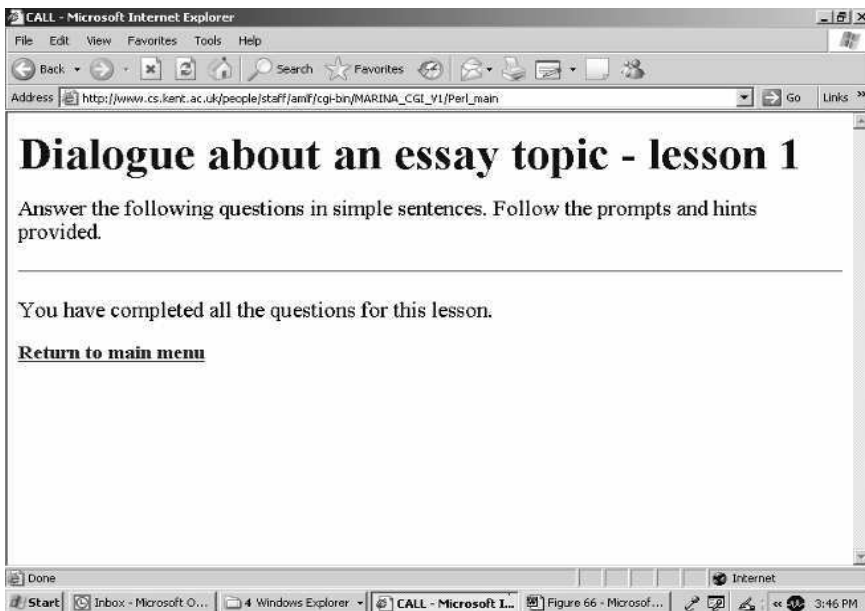 CALL - Microsoft Internet Explorer
File Edit View Favorites Tools Help
Back Search Favorites
Address http://www.cs.kent.ac.uk/people/staff/amlf/cgi-bin/MARINA_CGI_V1/Perl_main Go Links »
Dialogue about an essay topic - lesson 1
Answer the following questions in simple sentences. Follow the prompts and hints
provided.
You have completed all the questions for this lesson.
Return to main menu
Done Internet
Start Inbox - Microsoft O... 4 Windows Explorer CALL - Microsoft I... Figure 66 - Microsof... « 3:46 PM